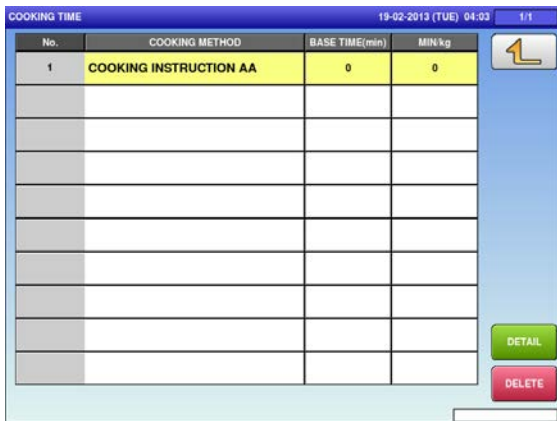 COOKING TIME 19-02-2013 (TUE) 04:03 1/1
No. COOKING METHOD BASE TIME(min) MIN/kg
1 COOKING INSTRUCTION AA 0 0
DETAIL
DELETE